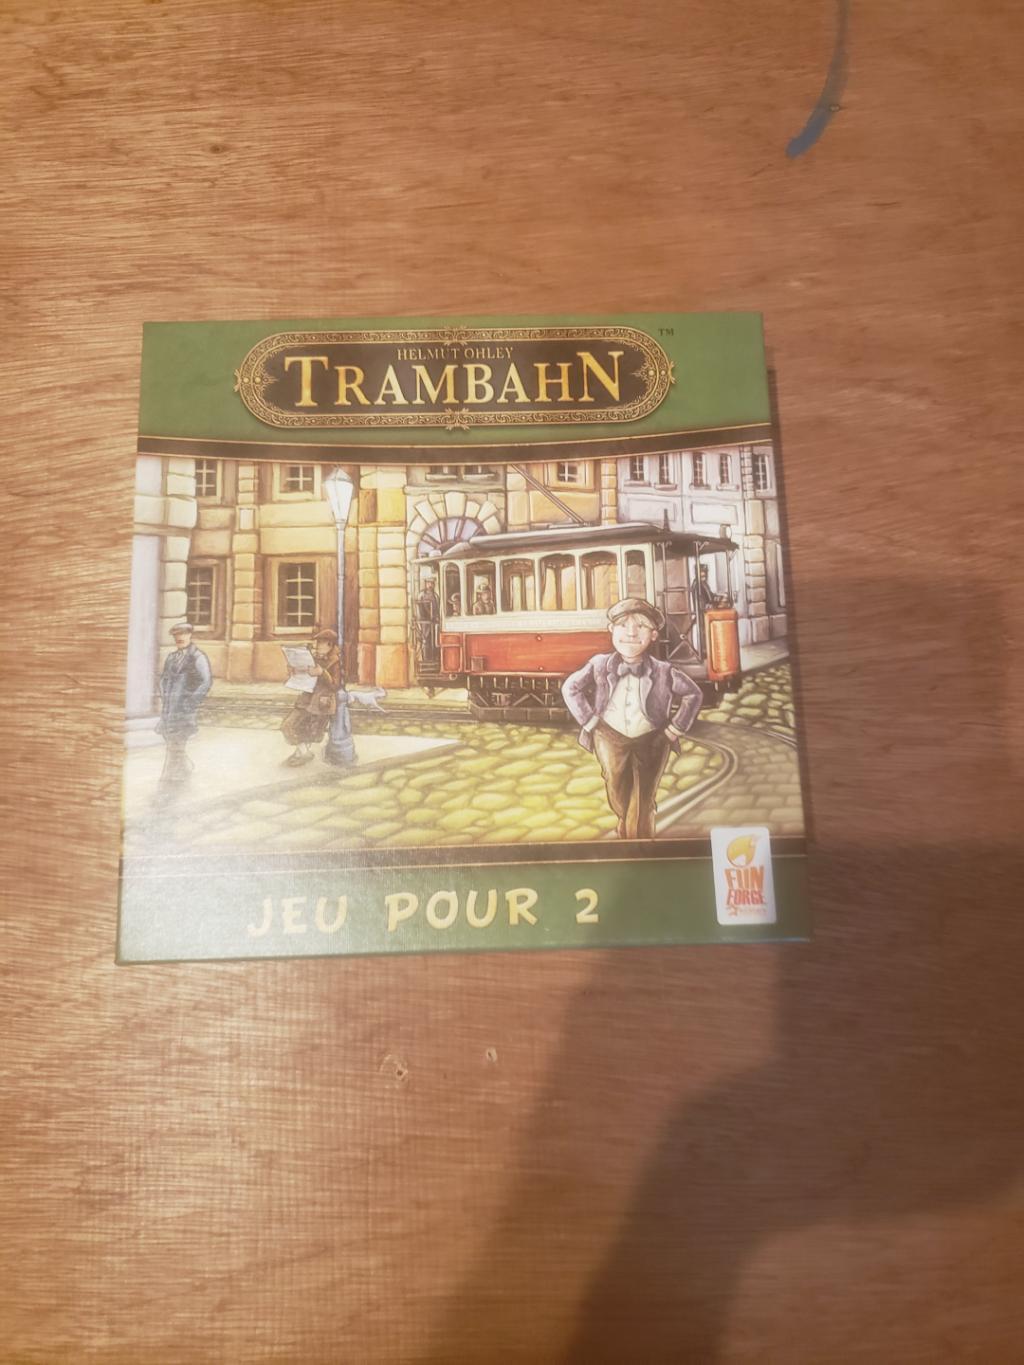 HELMUT OHLEY
TRAMBAHN
TM
JEU POUR 2
FUN
FORGE